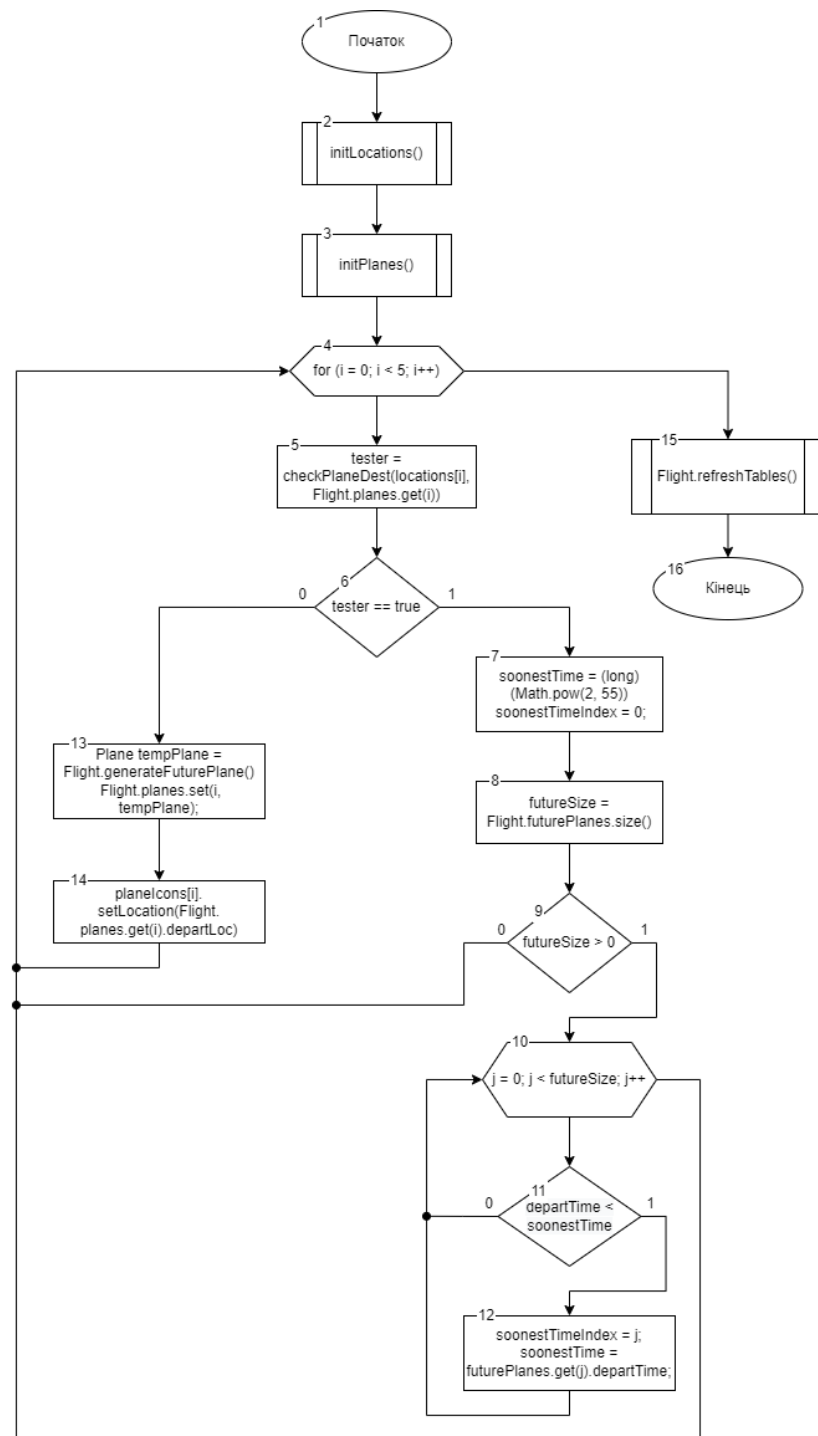 1
Початок
2
initLocations()
3
initPlanes()
4
for (i = 0; i < 5; i++)
5
tester =
checkPlaneDest(locations[i],
Flight.planes.get(i))
15
Flight.refreshTables()
16
Кінець
6
0
tester == true
1
7
soonestTime = (long)
(Math.pow(2, 55))
soonestTimeIndex = 0;
13
Plane tempPlane =
Flight.generateFuturePlane()
Flight.planes.set(i,
tempPlane);
8
futureSize =
Flight.futurePlanes.size()
14
planeIcons[i].
setLocation(Flight.
planes.get(i).departLoc)
9
0
futureSize > 0
1
10
j = 0; j < futureSize; j++
11
0
departTime <
soonestTime
1
12
soonestTimeIndex = j;
soonestTime =
futurePlanes.get(j).departTime;